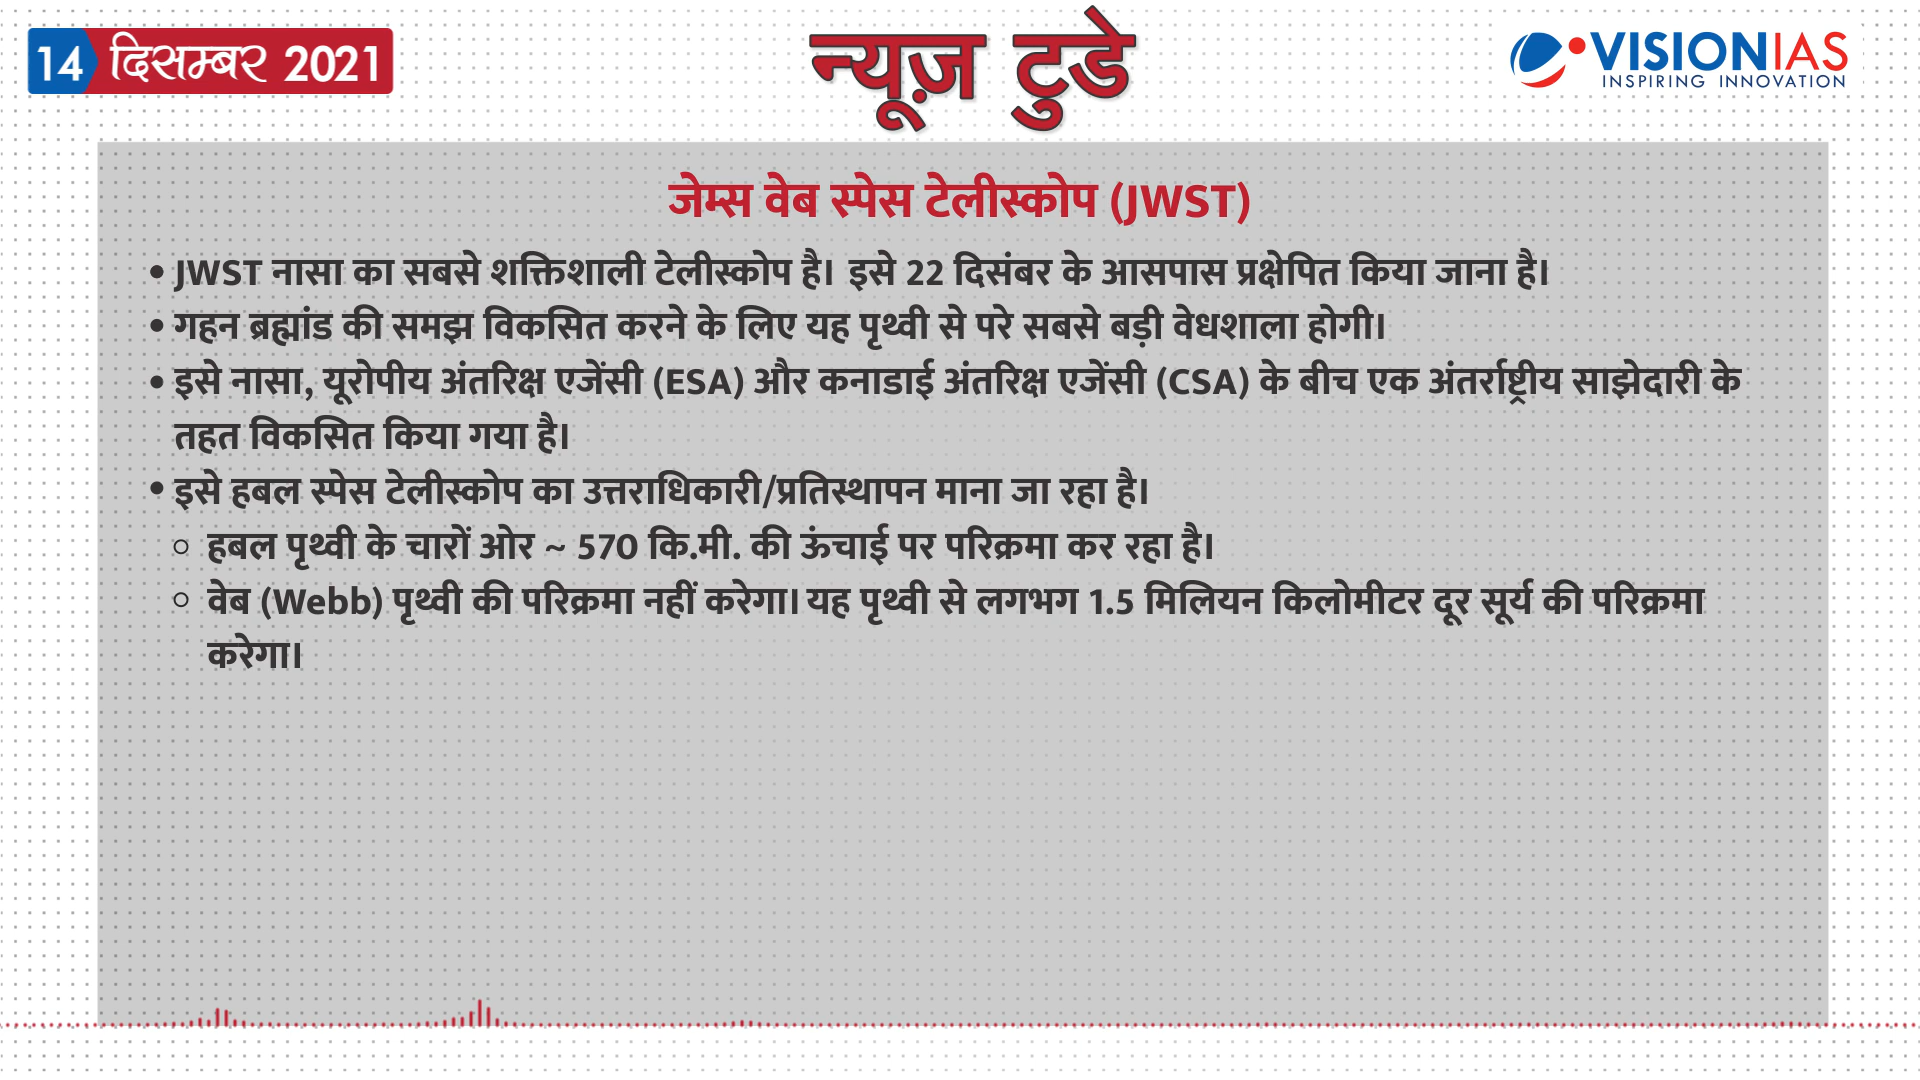 14 दिसम्बर 2021
न्यूज़ टुडे
VISIONIAS
INSPIRING INNOVATION
जेम्स वेब स्पेस टेलीस्कोप (JWST)
• JWST नासा का सबसे शक्तिशाली टेलीस्कोप है। इसे 22 दिसंबर के आसपास प्रक्षेपित किया जाना है।
• गहन ब्रह्मांड की समझ विकसित करने के लिए यह पृथ्वी से परे सबसे बड़ी वेधशाला होगी।
• इसे नासा, यूरोपीय अंतरिक्ष एजेंसी (ESA) और कनाडाई अंतरिक्ष एजेंसी (CSA) के बीच एक अंतर्राष्ट्रीय साझेदारी के
तहत विकसित किया गया है।
• इसे हबल स्पेस टेलीस्कोप का उत्तराधिकारी/प्रतिस्थापन माना जा रहा है।
○ हबल पृथ्वी के चारों ओर ~ 570 कि.मी. की ऊंचाई पर परिक्रमा कर रहा है।
○ वेब (Webb) पृथ्वी की परिक्रमा नहीं करेगा। यह पृथ्वी से लगभग 1.5 मिलियन किलोमीटर दूर सूर्य की परिक्रमा
करेगा।